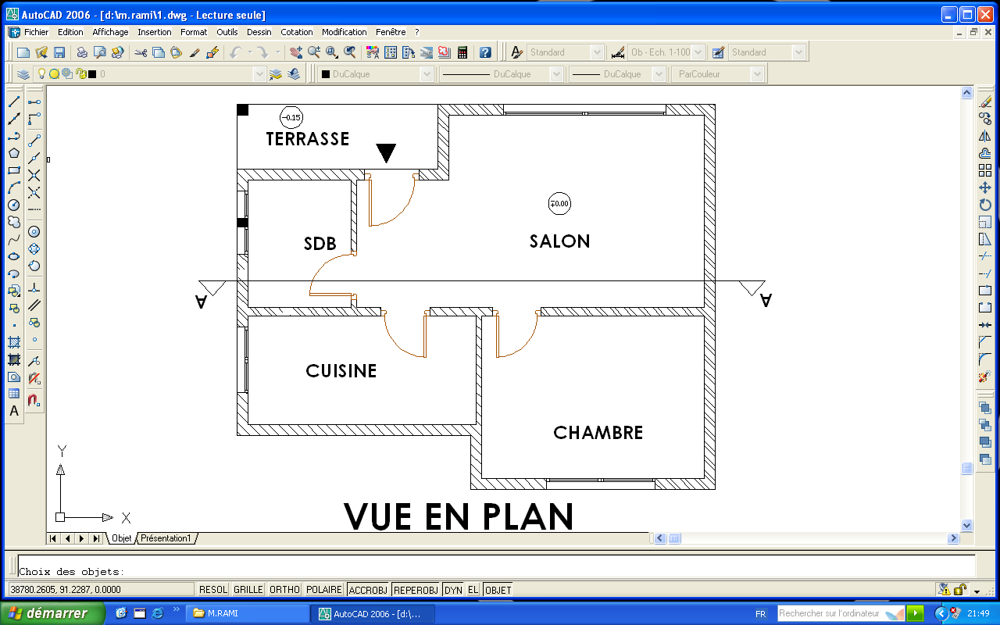 AutoCAD 2006 - [d:\m.rami\1.dwg - Lecture seule]
Fichier Edition Affichage Insertion Format Outils Dessin Cotation Modification Fenêtre ?
Standard Ob - Ech. 1-100 Standard
0 DuCalque DuCalque DuCalque ParCouleur
-0.15
TERRASSE
∓0.00
SDB
SALON
A A
CUISINE
CHAMBRE
VUE EN PLAN
Y
X
A
Objet Présentation1
Choix des objets:
38780.2605, 91.2287, 0.0000 RESOL GRILLE ORTHO POLAIRE ACCROBJ REPEROBJ DYN EL OBJET
démarrer M.RAMI AutoCAD 2006 - [d:\... FR Rechercher sur l'ordinateur 21:49